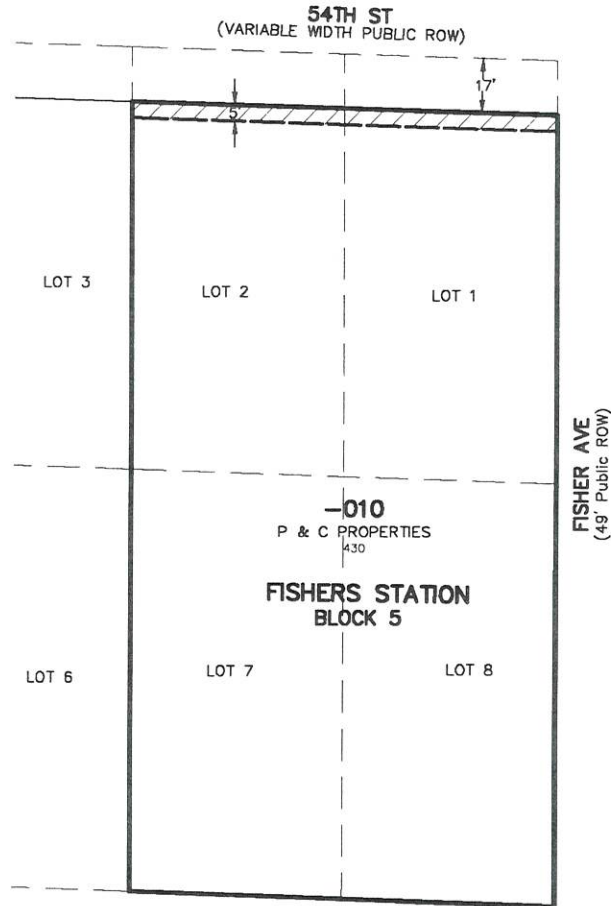 54TH ST
(VARIABLE WIDTH PUBLIC ROW)
17'
5'
LOT 3
LOT 2
LOT 1
FISHER AVE
(49' Public ROW)
-010
P & C PROPERTIES
430
FISHERS STATION
BLOCK 5
LOT 6
LOT 7
LOT 8